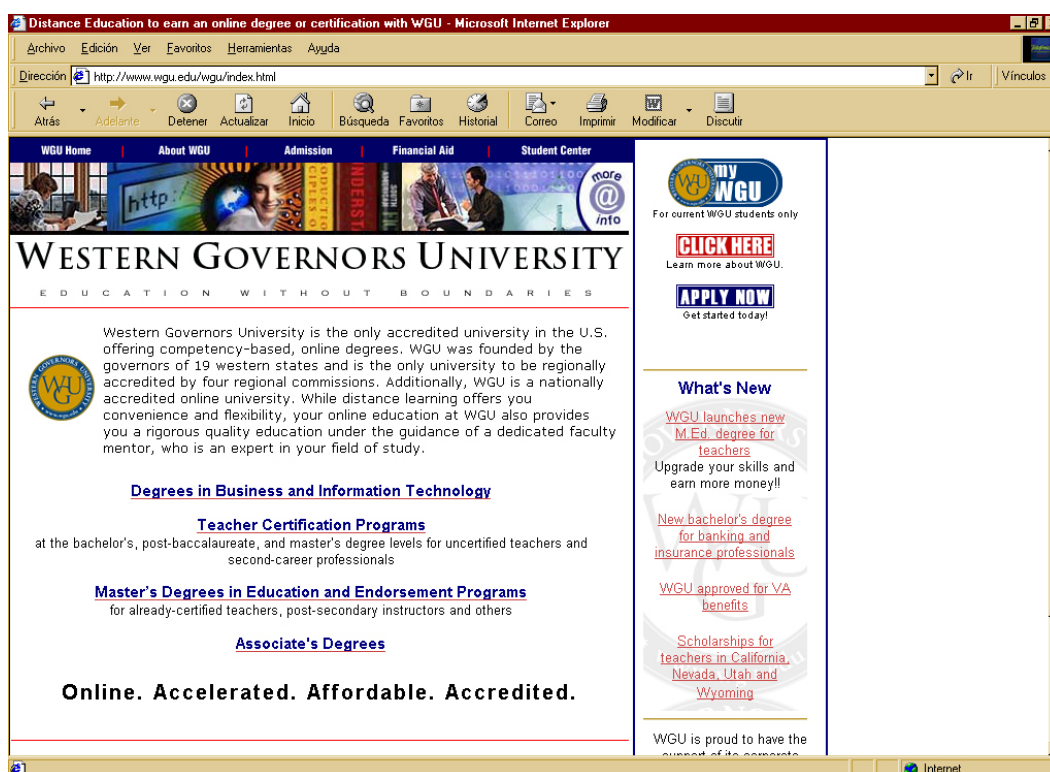 Distance Education to earn an online degree or certification with WGU - Microsoft Internet Explorer
Archivo Edición Ver Favoritos Herramientas Ayuda
Dirección http://www.wgu.edu/wgu/index.html Ir Vínculos
Atrás Adelante Detener Actualizar Inicio Búsqueda Favoritos Historial Correo Imprimir Modificar Discutir
WGU Home | About WGU | Admission | Financial Aid | Student Center
http:
more
@
info
WESTERN GOVERNORS UNIVERSITY
EDUCATION WITHOUT BOUNDARIES
Western Governors University is the only accredited university in the U.S.
offering competency-based, online degrees. WGU was founded by the
governors of 19 western states and is the only university to be regionally
accredited by four regional commissions. Additionally, WGU is a nationally
accredited online university. While distance learning offers you
convenience and flexibility, your online education at WGU also provides
you a rigorous quality education under the guidance of a dedicated faculty
mentor, who is an expert in your field of study.
WGU
Degrees in Business and Information Technology
Teacher Certification Programs
at the bachelor's, post-baccalaureate, and master's degree levels for uncertified teachers and
second-career professionals
Master's Degrees in Education and Endorsement Programs
for already-certified teachers, post-secondary instructors and others
Associate's Degrees
Online. Accelerated. Affordable. Accredited.
my
WGU
For current WGU students only
CLICK HERE
Learn more about WGU.
APPLY NOW
Get started today!
What's New
WGU launches new
M.Ed. degree for
teachers
Upgrade your skills and
earn more money!!
New bachelor's degree
for banking and
insurance professionals
WGU approved for VA
benefits
Scholarships for
teachers in California,
Nevada, Utah and
Wyoming
WGU is proud to have the
support of its corporate
Internet